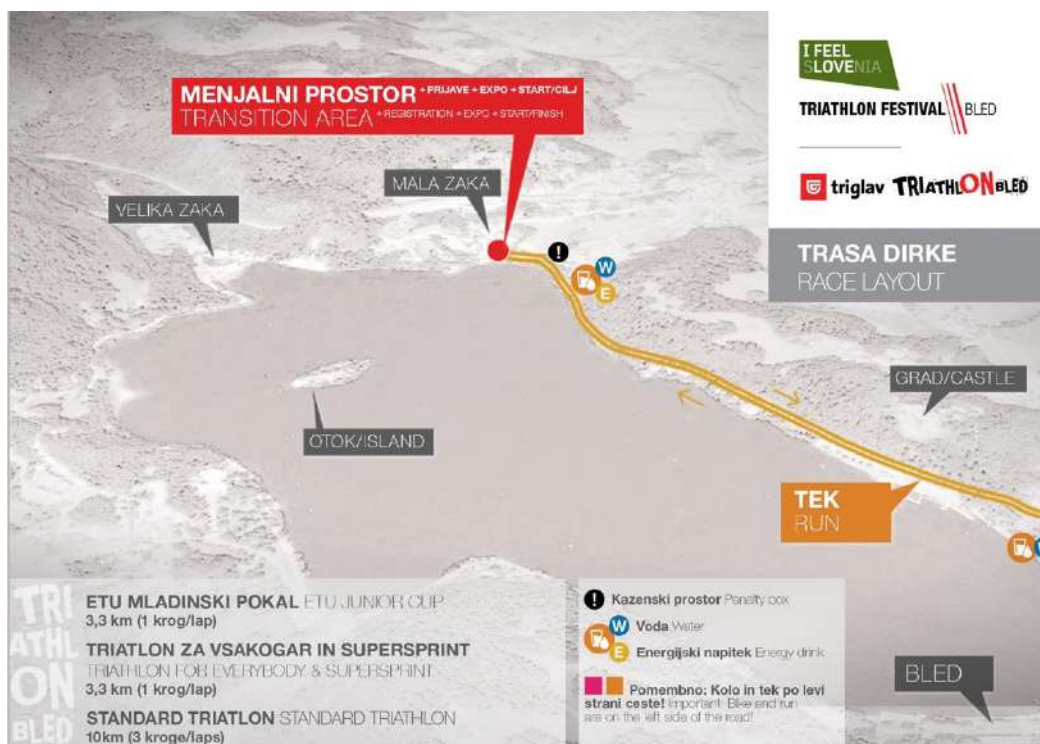 MENJALNI PROSTOR + PRIJAVE + EXPO + START/CILJ
TRANSITION AREA + REGISTRATION + EXPO + START/FINISH
MALA ZAKA
VELIKA ZAKA
I FEEL
SLOVENIA
TRIATHLON FESTIVAL BLED
triglav TRIATHLON BLED
TRASA DIRKE
RACE LAYOUT
W
E
GRAD/CASTLE
OTOK/ISLAND
TEK
RUN
TRI
ATHL
ON
BLED
ETU MLADINSKI POKAL ETU JUNIOR CUP
3,3 km (1 krog/lap)
TRIATLON ZA VSAKOGAR IN SUPERSPRINT
TRIATHLON FOR EVERYBODY & SUPERSPRINT
3,3 km (1 krog/lap)
STANDARD TRIATLON STANDARD TRIATHLON
10km (3 kroge/laps)
! Kazenski prostor Penalty box
W Voda Water
E Energijski napitek Energy drink
Pomembno: Kolo in tek po levi
strani ceste! Important: Bike and run
are on the left side of the road!
BLED